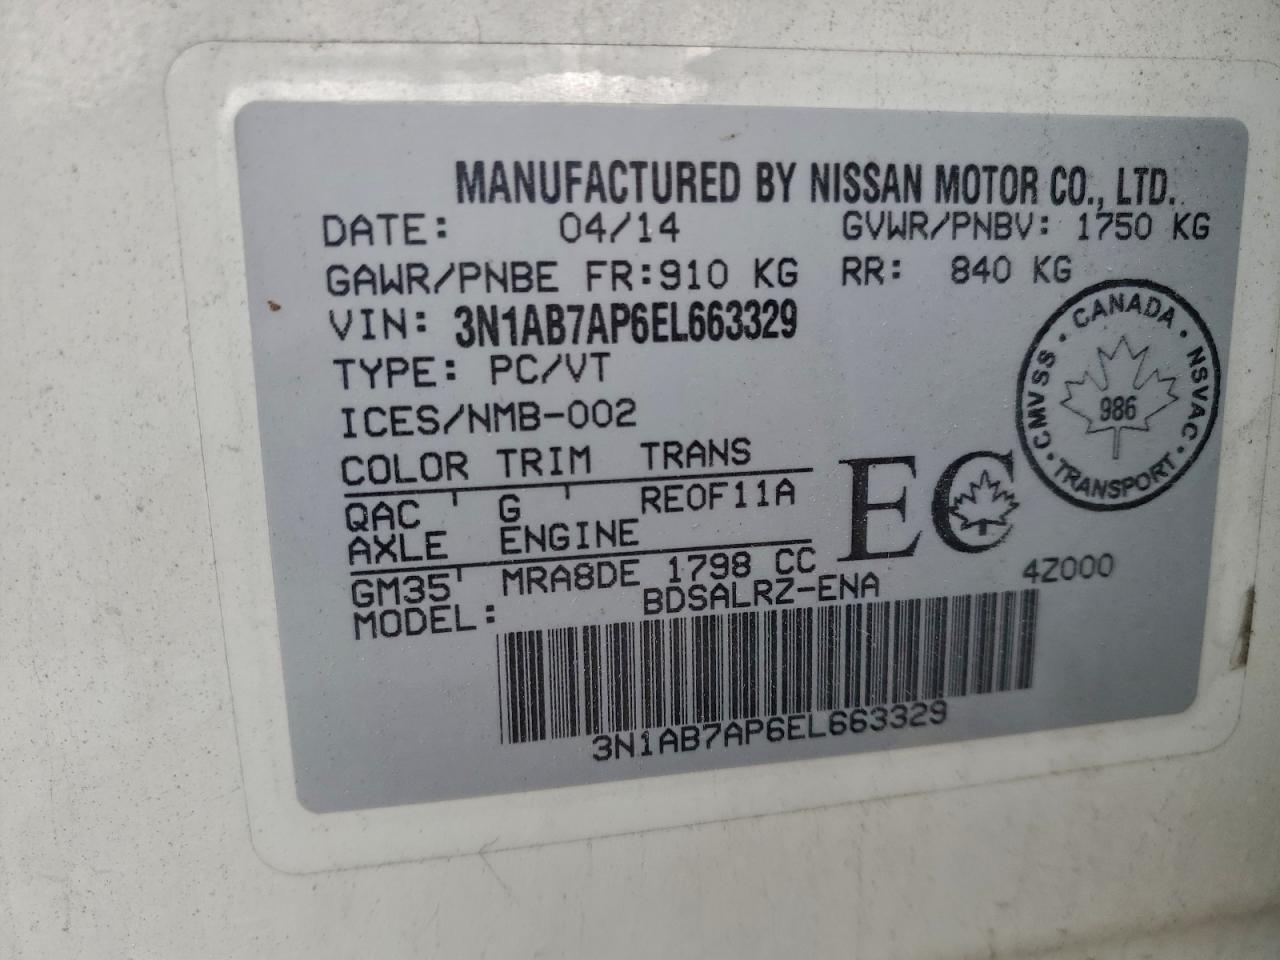 MANUFACTURED BY NISSAN MOTOR CO., LTD.
DATE: 04/14 GVWR/PNBV: 1750 KG
GAWR/PNBE FR:910 KG RR: 840 KG
VIN: 3N1AB7AP6EL663329
TYPE: PC/VT
ICES/NMB-002
CANADA · NSVAC · TRANSPORT · CMVSS ·
986
COLOR TRIM TRANS
QAC G RE0F11A
AXLE ENGINE
GM35 MRA8DE 1798 CC
EC
MODEL: BDSALRZ-ENA 4Z000
3N1AB7AP6EL663329